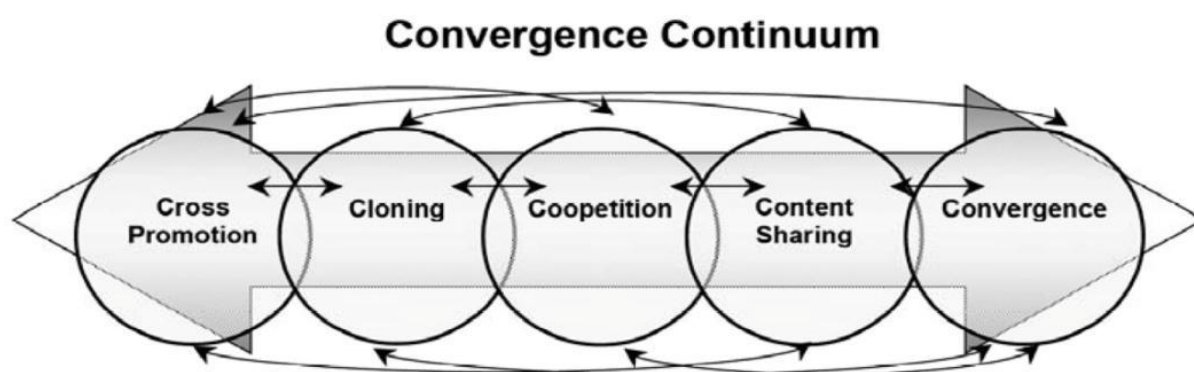 Convergence Continuum
Cross
Promotion
Cloning
Coopetition
Content
Sharing
Convergence